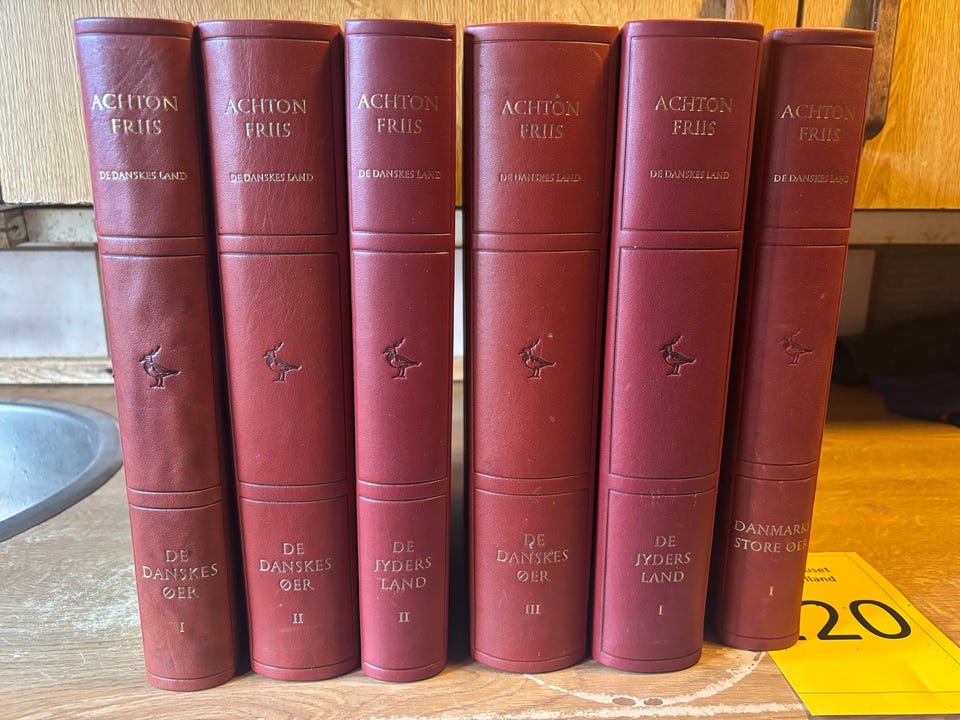 ACHTON
FRIIS
DE DANSKES LAND
DE
DANSKES
ØER
I
ACHTON
FRIIS
DE DANSKES LAND
DE
DANSKES
ØER
II
ACHTON
FRIIS
DE DANSKES LAND
DE
JYDERS
LAND
II
ACHTON
FRIIS
DE DANSKES LAND
DE
DANSKES
ØER
III
ACHTON
FRIIS
DE DANSKES LAND
DE
JYDERS
LAND
I
ACHTON
FRIIS
DE DANSKES LAND
DANMARKS
STORE ØER
I
20